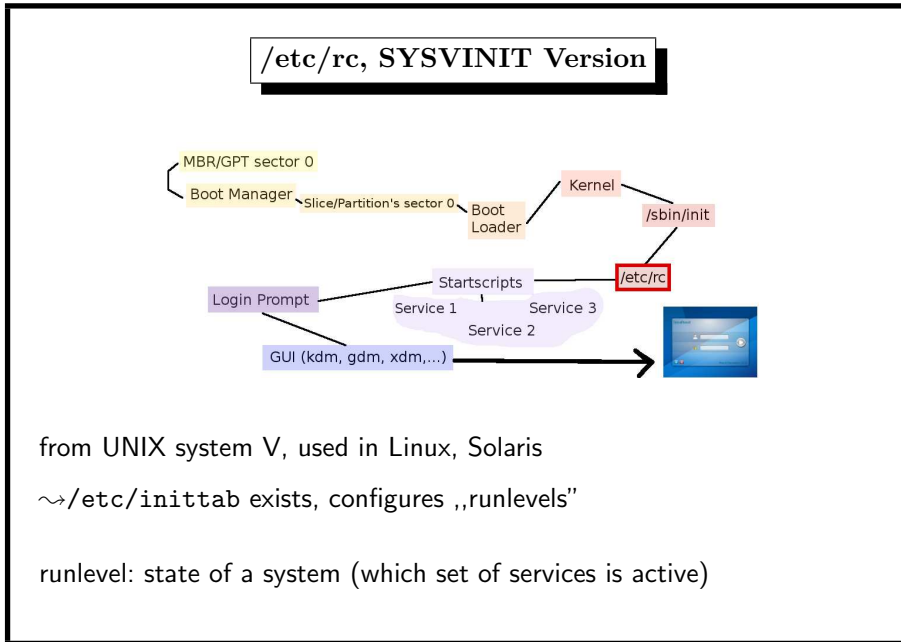 /etc/rc, SYSVINIT Version
MBR/GPT sector 0
Boot Manager
Slice/Partition's sector 0
Boot
Loader
Kernel
/sbin/init
/etc/rc
Startscripts
Service 1
Service 2
Service 3
Login Prompt
GUI (kdm, gdm, xdm,...)
from UNIX system V, used in Linux, Solaris
⇝/etc/inittab exists, configures ,,runlevels”
runlevel: state of a system (which set of services is active)